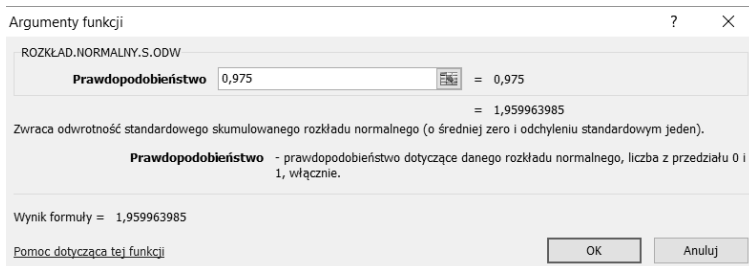 Argumenty funkcji ? ×
ROZKŁAD.NORMALNY.S.ODW
Prawdopodobieństwo 0,975 = 0,975
= 1,959963985
Zwraca odwrotność standardowego skumulowanego rozkładu normalnego (o średniej zero i odchyleniu standardowym jeden).
Prawdopodobieństwo - prawdopodobieństwo dotyczące danego rozkładu normalnego, liczba z przedziału 0 i
1, włącznie.
Wynik formuły = 1,959963985
Pomoc dotycząca tej funkcji OK Anuluj